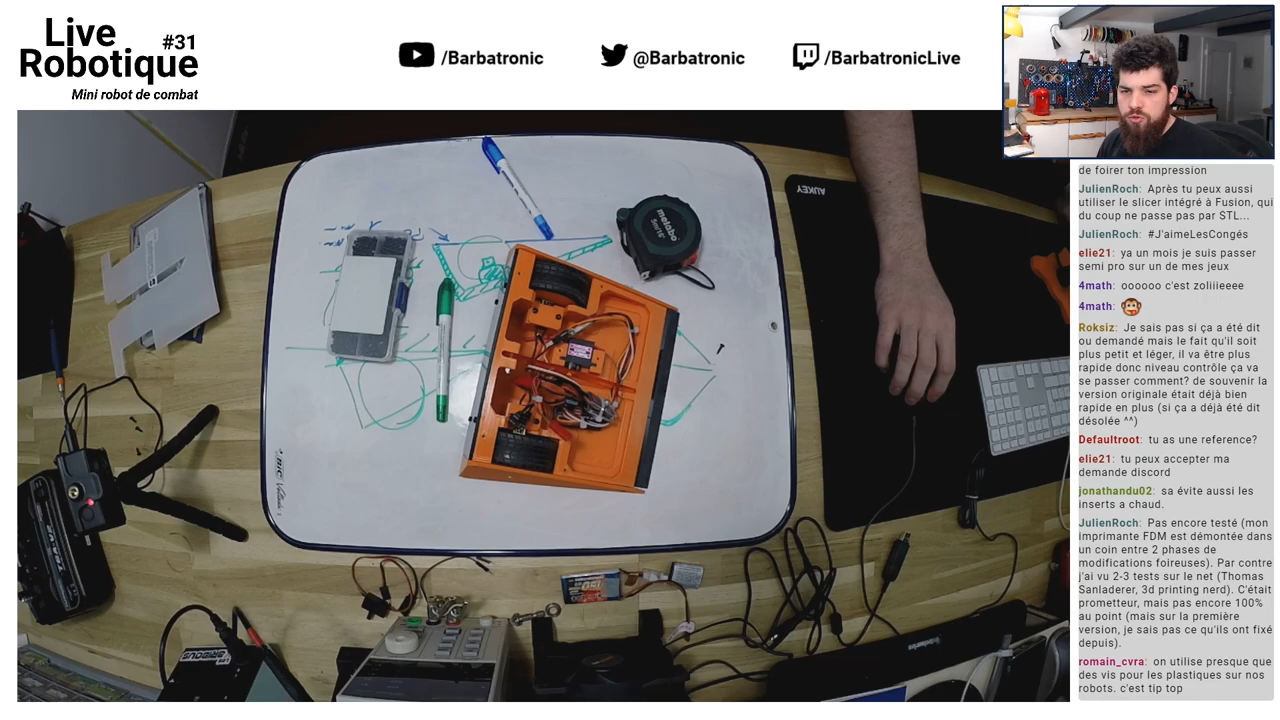 Live
Robotique #31
Mini robot de combat
/Barbatronic
@Barbatronic
/BarbatronicLive
AUKEY
metabo
BIC
de foirer ton impression
JulienRoch: Après tu peux aussi
utiliser le slicer intégré à Fusion, qui
du coup ne passe pas par STL...
JulienRoch: #J'aimeLesCongés
elie21: ya un mois je suis passer
semi pro sur un de mes jeux
4math: oooooo c'est zoliiieeee
4math:
Roksiz: Je sais pas si ça a été dit
ou demandé mais le fait qu'il soit
plus petit et léger, il va être plus
rapide donc niveau contrôle ça va
se passer comment? de souvenir la
version originale était déjà bien
rapide en plus (si ça a déjà été dit
désolée ^^)
Defaultroot: tu as une reference?
elie21: tu peux accepter ma
demande discord
jonathandu02: sa évite aussi les
inserts a chaud.
JulienRoch: Pas encore testé (mon
imprimante FDM est démontée dans
un coin entre 2 phases de
modifications foireuses). Par contre
j'ai vu 2-3 tests sur le net (Thomas
Sanladerer, 3d printing nerd). C'était
prometteur, mais pas encore 100%
au point (mais sur la première
version, je sais pas ce qu'ils ont fixé
depuis).
romain_cvra: on utilise presque que
des vis pour les plastiques sur nos
robots. c'est tip top